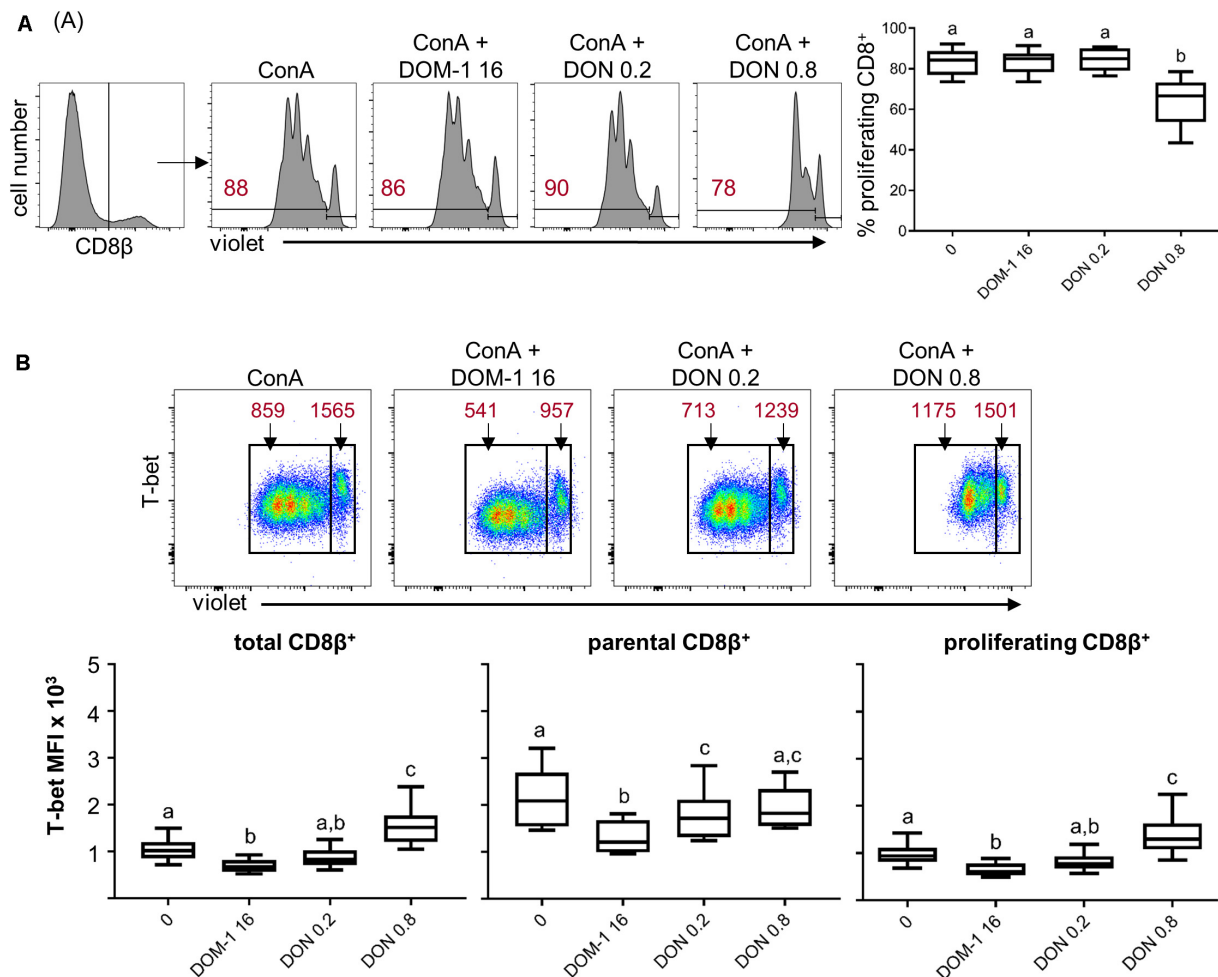 A (A)
ConA
ConA +
DOM-1 16
ConA +
DON 0.2
ConA +
DON 0.8
cell number
CD8β
88
86
90
78
violet
% proliferating CD8⁺
100
80
60
40
20
0
a
a
a
b
0
DOM-1 16
DON 0.2
DON 0.8
B
ConA
ConA +
DOM-1 16
ConA +
DON 0.2
ConA +
DON 0.8
859 1565
541 957
713 1239
1175 1501
T-bet
violet
total CD8β⁺
parental CD8β⁺
proliferating CD8β⁺
T-bet MFI x 10³
5
4
3
2
1
a
b
a,b
c
0
DOM-1 16
DON 0.2
DON 0.8
a
b
c
a,c
0
DOM-1 16
DON 0.2
DON 0.8
a
b
a,b
c
0
DOM-1 16
DON 0.2
DON 0.8